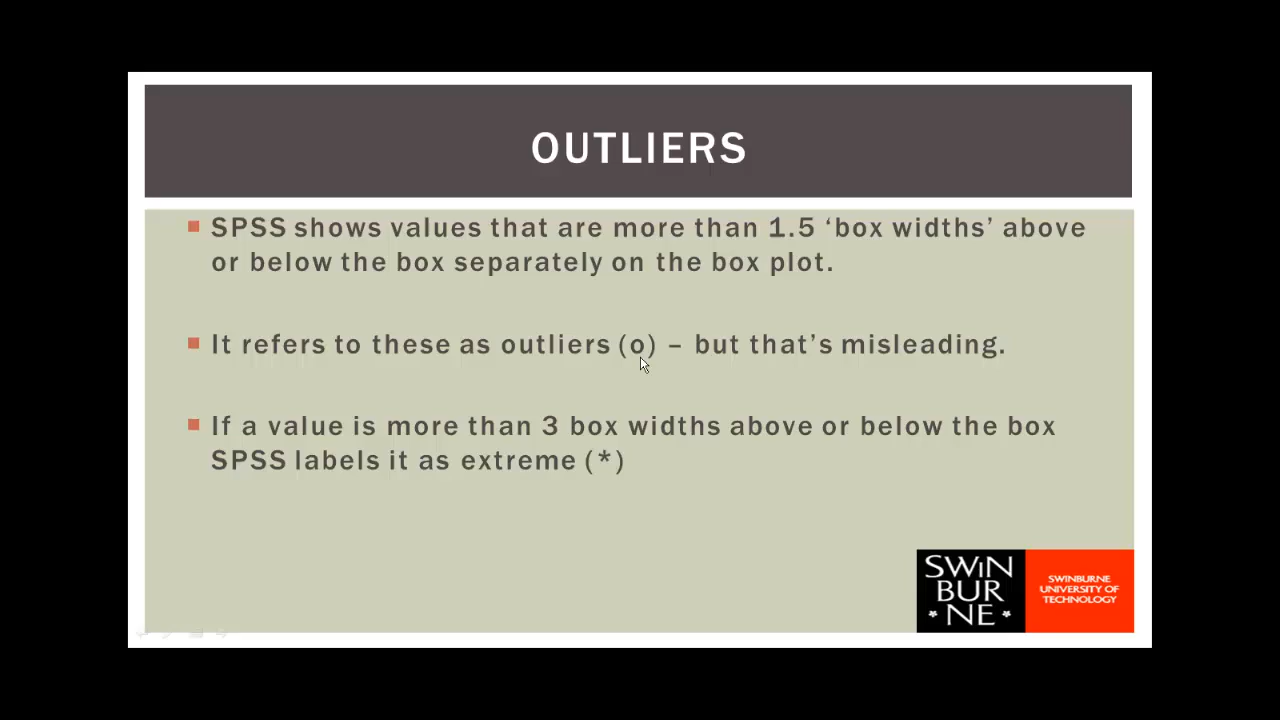 OUTLIERS
SPSS shows values that are more than 1.5 ‘box widths’ above
or below the box separately on the box plot.
It refers to these as outliers (o) – but that’s misleading.
If a value is more than 3 box widths above or below the box
SPSS labels it as extreme (*)
SWiN
BUR
* NE *
SWINBURNE
UNIVERSITY OF
TECHNOLOGY